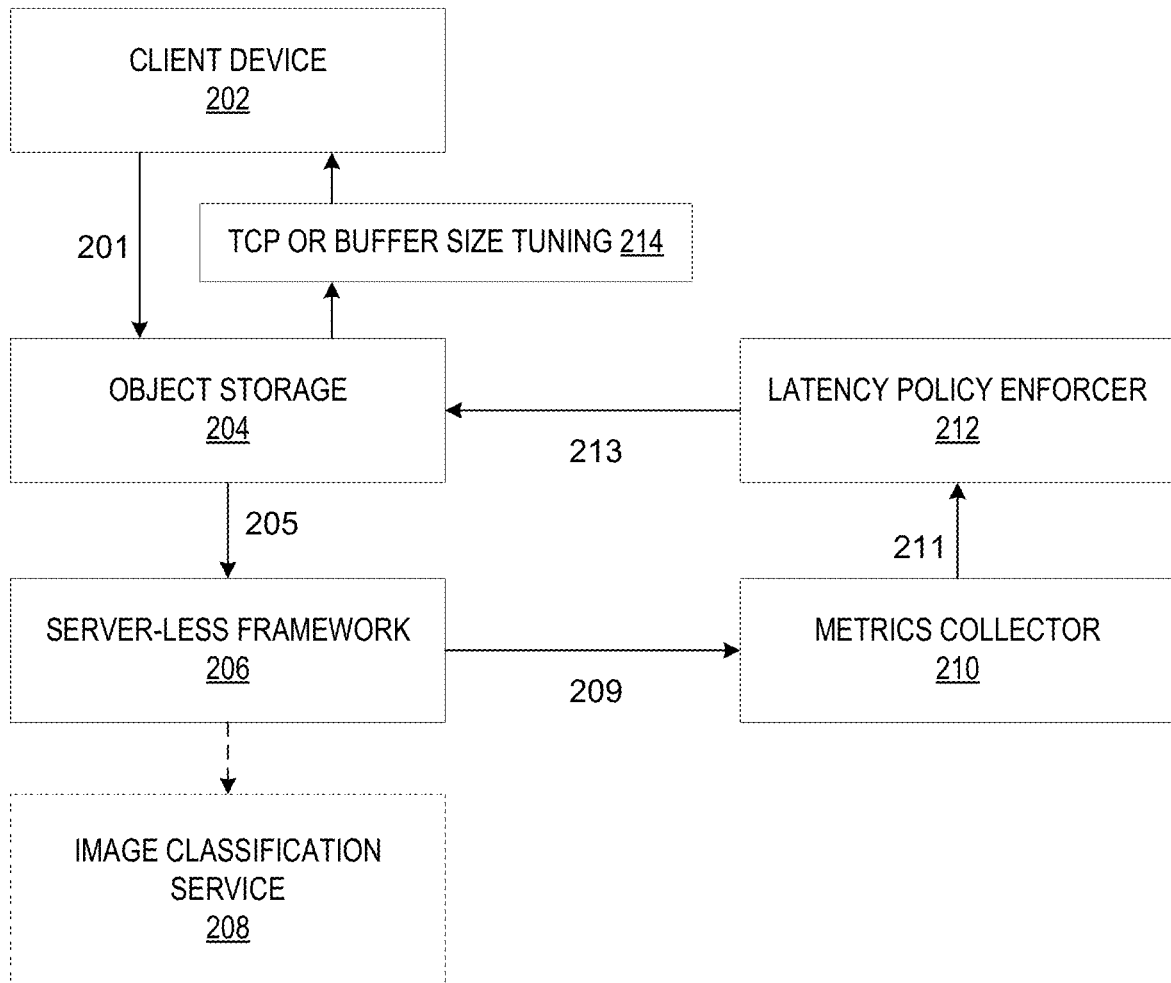 CLIENT DEVICE
202
201
TCP OR BUFFER SIZE TUNING 214
OBJECT STORAGE
204
LATENCY POLICY ENFORCER
212
213
205
211
SERVER-LESS FRAMEWORK
206
METRICS COLLECTOR
210
209
IMAGE CLASSIFICATION
SERVICE
208